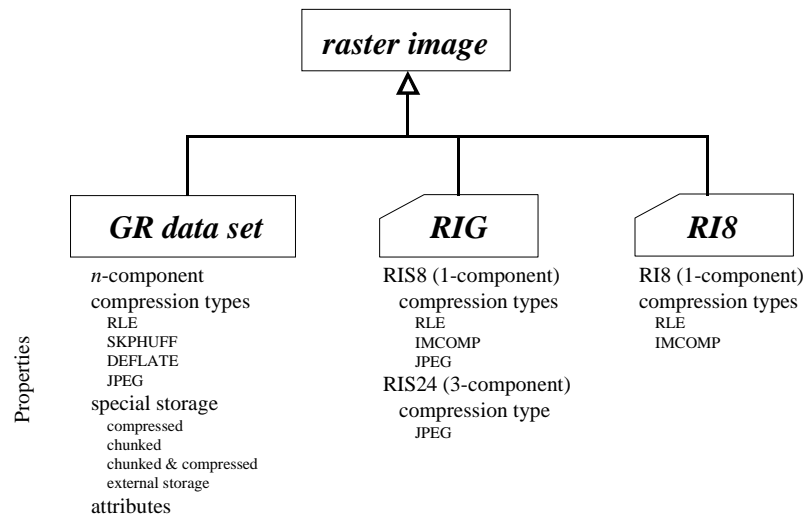 raster image
GR data set
RIG
RI8
Properties
n-component
compression types
RLE
SKPHUFF
DEFLATE
JPEG
special storage
compressed
chunked
chunked & compressed
external storage
attributes
RIS8 (1-component)
compression types
RLE
IMCOMP
JPEG
RIS24 (3-component)
compression type
JPEG
RI8 (1-component)
compression types
RLE
IMCOMP